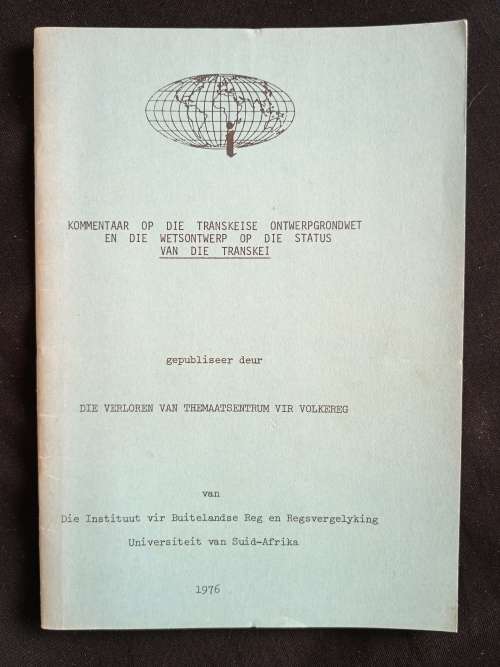 i
KOMMENTAAR OP DIE TRANSKEISE ONTWERPGRONDWET
EN DIE WETSONTWERP OP DIE STATUS
VAN DIE TRANSKEI
gepubliseer deur
DIE VERLOREN VAN THEMAATSENTRUM VIR VOLKEREG
van
Die Instituut vir Buitelandse Reg en Regsvergelyking
Universiteit van Suid-Afrika
1976